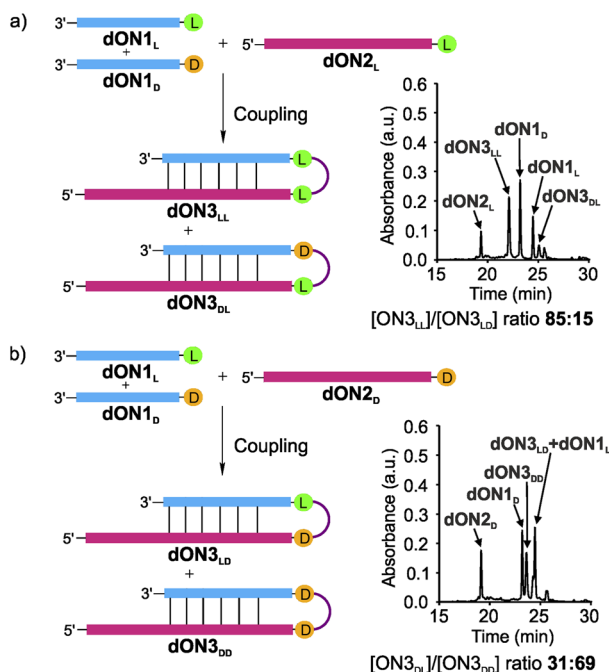 a)
3'- L
dON1L
+
3'- D
dON1D
+
5'- L
dON2L
Coupling
3'- L
5'- L
dON3LL
+
3'- D
5'- L
dON3DL
Absorbance (a.u.)
0.6
0.5
0.4
0.3
0.2
0.1
0.0
dON1D
dON3LL
dON1L
dON2L
dON3DL
15 20 25 30
Time (min)
[ON3LL]/[ON3LD] ratio 85:15
b)
3'- L
dON1L
+
3'- D
dON1D
+
5'- D
dON2D
Coupling
3'- L
5'- D
dON3LD
+
3'- D
5'- D
dON3DD
Absorbance (a.u.)
0.6
0.5
0.4
0.3
0.2
0.1
0.0
dON3LD+dON1L
dON3DD
dON1D
dON2D
15 20 25 30
Time (min)
[ON3DL]/[ON3DD] ratio 31:69